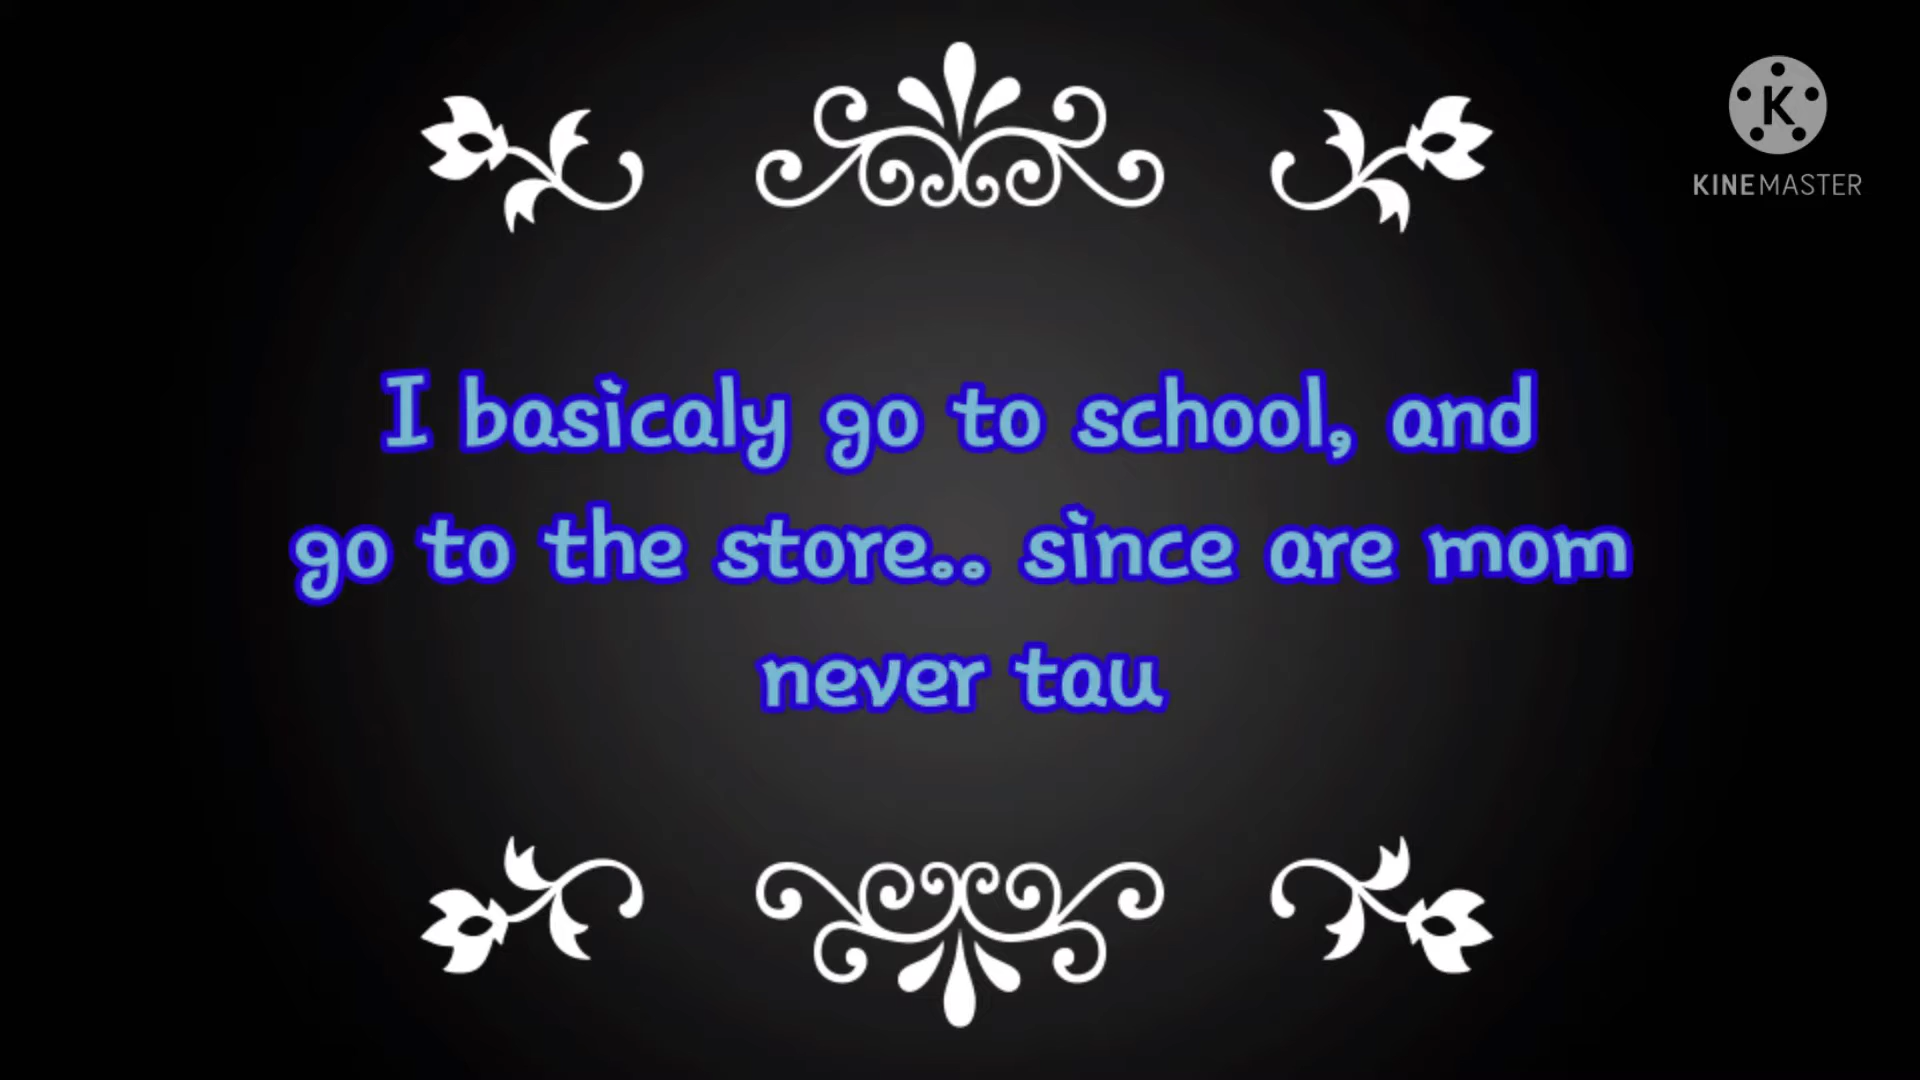 K
KINEMASTER
I basicaly go to school, and
go to the store.. since are mom
never tau